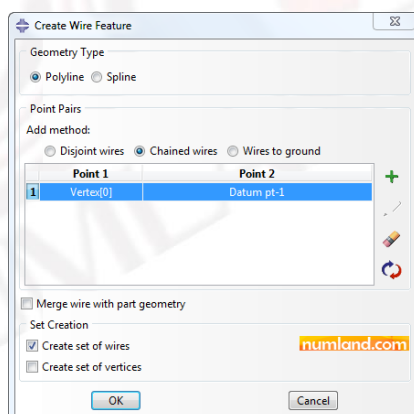 Create Wire Feature
Geometry Type
Polyline Spline
Point Pairs
Add method:
Disjoint wires Chained wires Wires to ground
Point 1 Point 2
1 Vertex[0] Datum pt-1
Merge wire with part geometry
Set Creation
Create set of wires
numland.com
Create set of vertices
OK Cancel